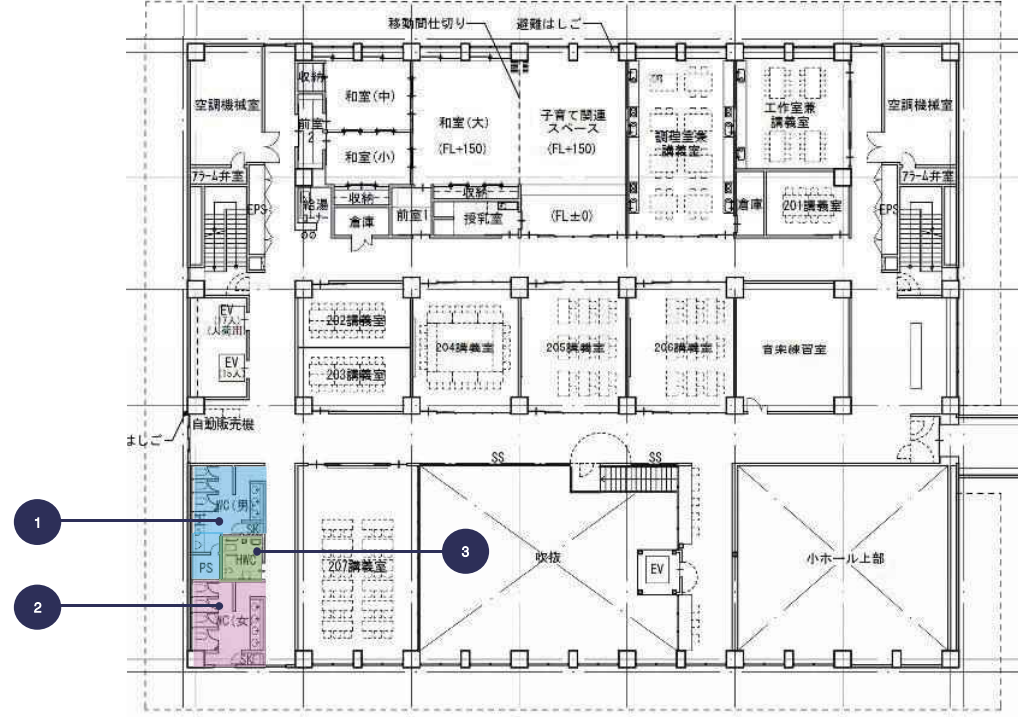 移動間仕切り
避難はしご
収納
空調機械室
和室(中)
前室
2
和室(大)
(FL+150)
子育て関連
スペース
(FL+150)
調理室兼
講義室
工作室兼
講義室
空調機械室
和室(小)
アラーム弁室
アラーム弁室
収納
収納
給湯
EPS
倉庫
前室1
授乳室
(FL±0)
倉庫
201講義室
EPS
EV
(17人)
(人荷用)
EV
(15人)
202講義室
203講義室
204講義室
205講義室
206講義室
音楽練習室
自動販売機
はしご
SS
SS
WC(男)
SK
1
3
PS
HWC
207講義室
吹抜
EV
小ホール上部
2
WC(女)
SK